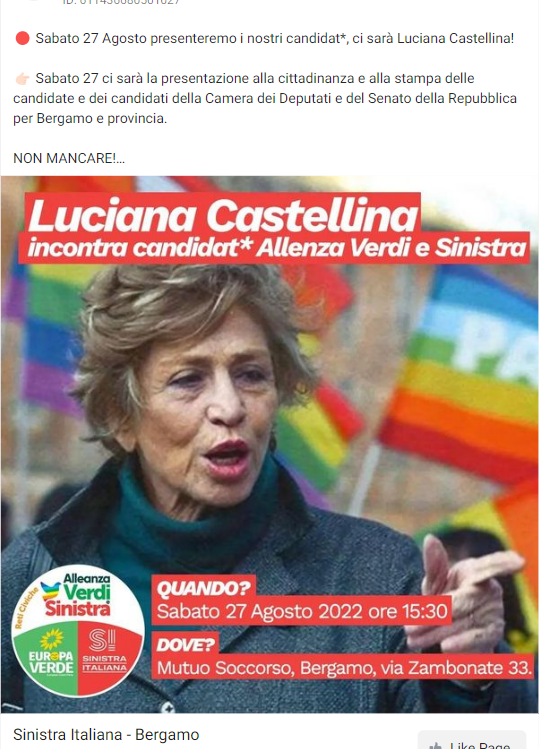 ID: 611430680501627
🔴 Sabato 27 Agosto presenteremo i nostri candidat*, ci sarà Luciana Castellina!
👉🏻 Sabato 27 ci sarà la presentazione alla cittadinanza e alla stampa delle
candidate e dei candidati della Camera dei Deputati e del Senato della Repubblica
per Bergamo e provincia.
NON MANCARE!...
Luciana Castellina
incontra candidat* Allenza Verdi e Sinistra
PA
Reti Civiche
Alleanza
Verdi
Sinistra
EUROPA
VERDE
SI
SINISTRA
ITALIANA
QUANDO?
Sabato 27 Agosto 2022 ore 15:30
DOVE?
Mutuo Soccorso, Bergamo, via Zambonate 33.
Sinistra Italiana - Bergamo
Like Page